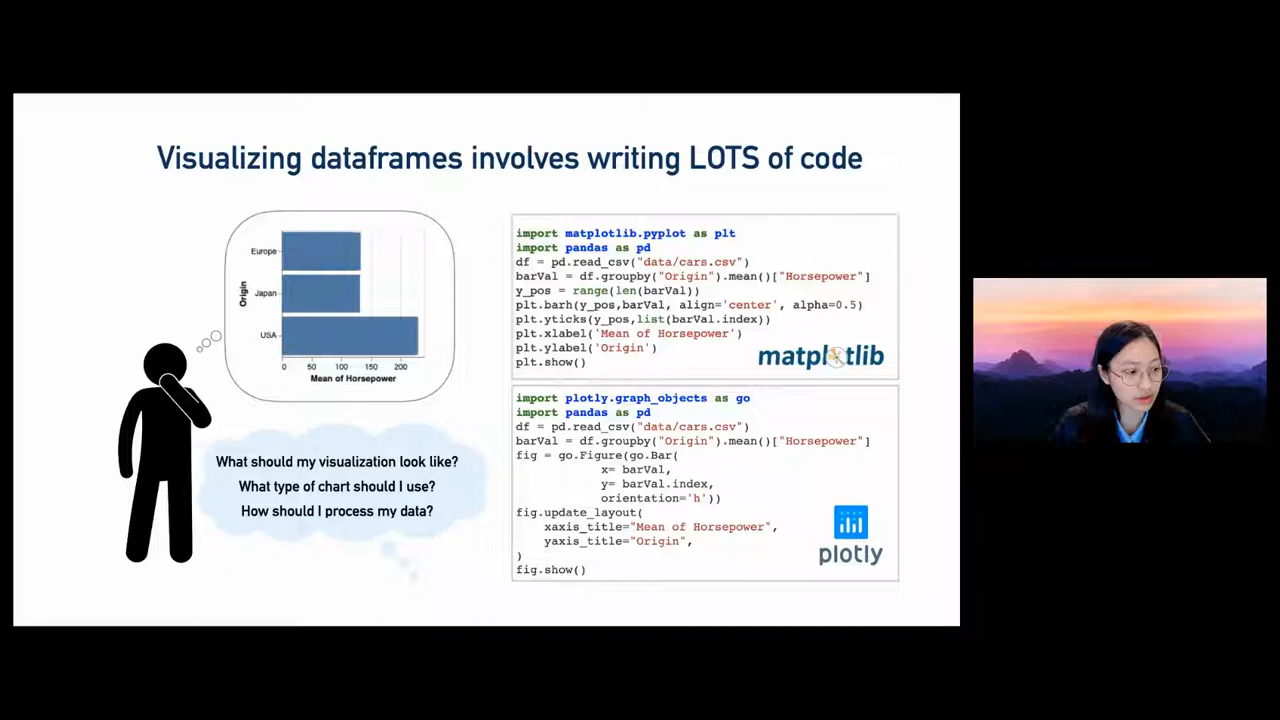 Visualizing dataframes involves writing LOTS of code
Origin
Europe
Japan
USA
0 50 100 150 200
Mean of Horsepower
What should my visualization look like?
What type of chart should I use?
How should I process my data?
import matplotlib.pyplot as plt
import pandas as pd
df = pd.read_csv("data/cars.csv")
barVal = df.groupby("Origin").mean()["Horsepower"]
y_pos = range(len(barVal))
plt.barh(y_pos,barVal, align='center', alpha=0.5)
plt.yticks(y_pos,list(barVal.index))
plt.xlabel('Mean of Horsepower')
plt.ylabel('Origin')
plt.show()
matplotlib
import plotly.graph_objects as go
import pandas as pd
df = pd.read_csv("data/cars.csv")
barVal = df.groupby("Origin").mean()["Horsepower"]
fig = go.Figure(go.Bar(
x= barVal,
y= barVal.index,
orientation='h'))
fig.update_layout(
xaxis_title="Mean of Horsepower",
yaxis_title="Origin",
)
fig.show()
plotly